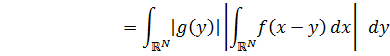 = ∫_{ℝ^N} |g(y)| |∫_{ℝ^N} f(x − y) dx| dy